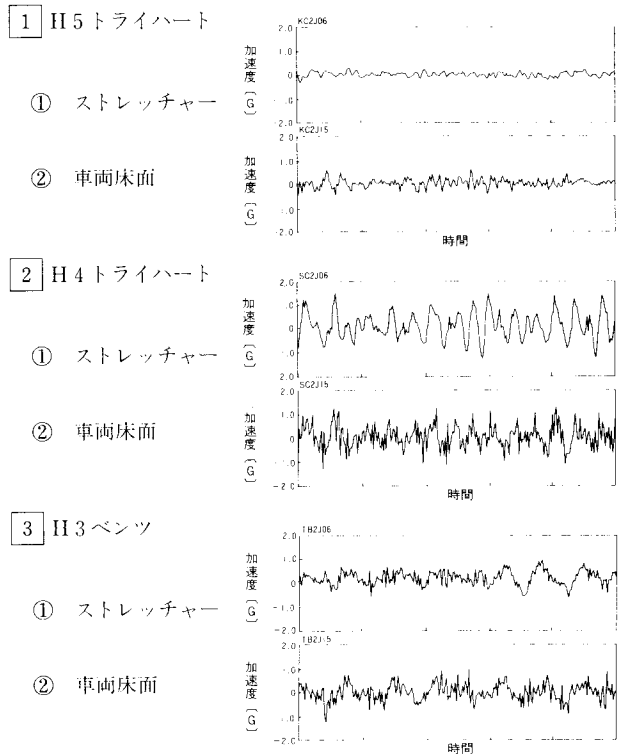 1 H5トライハート
KC2J06
加速度〔G〕
2.0
1.0
0
1.0
2.0
① ストレッチャー
KC2J15
加速度〔G〕
2.0
1.0
0
1.0
2.0
② 車両床面
時間
2 H4トライハート
SC2J06
加速度〔G〕
2.0
1.0
0
1.0
2.0
① ストレッチャー
SC2J15
加速度〔G〕
2.0
1.0
0
-1.0
-2.0
② 車両床面
時間
3 H3ベンツ
TB2J06
加速度〔G〕
2.0
1.0
0
-1.0
-2.0
① ストレッチャー
TB2J15
加速度〔G〕
2.0
1.0
0
1.0
2.0
② 車両床面
時間